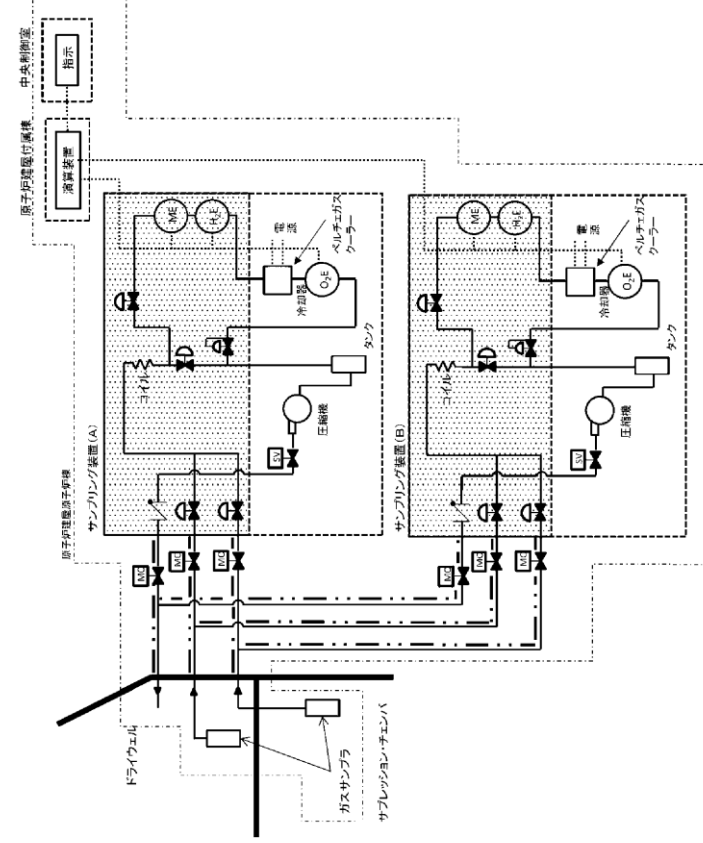 中央制御室
指示
原子炉建屋付属棟
演算装置
原子炉建屋原子炉棟
サンプリング装置(A)
ME
H₂E
電源
ペルチェガスクーラー
冷却器
O₂E
コイル
タンク
圧縮機
SV
MO
MO
MO
サンプリング装置(B)
ME
H₂E
電源
ペルチェガスクーラー
冷却器
O₂E
コイル
タンク
圧縮機
SV
MO
MO
MO
ドライウェル
ガスサンプラ
サプレッション・チェンバ